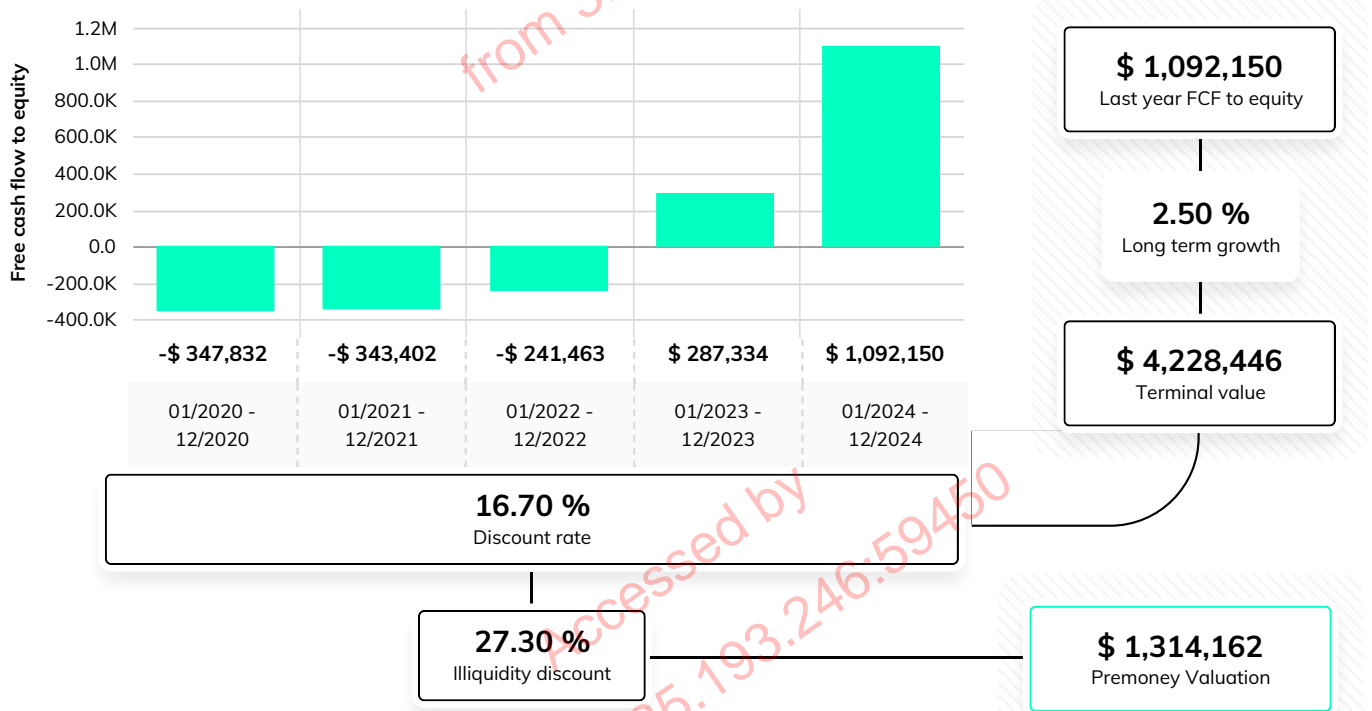 Free cash flow to equity
1.2M
1.0M
800.0K
600.0K
400.0K
200.0K
0.0
-200.0K
-400.0K
-$ 347,832
-$ 343,402
-$ 241,463
$ 287,334
$ 1,092,150
01/2020 -
12/2020
01/2021 -
12/2021
01/2022 -
12/2022
01/2023 -
12/2023
01/2024 -
12/2024
16.70 %
Discount rate
27.30 %
Illiquidity discount
$ 1,092,150
Last year FCF to equity
2.50 %
Long term growth
$ 4,228,446
Terminal value
$ 1,314,162
Premoney Valuation
from
Accessed by
5.193.246:59450